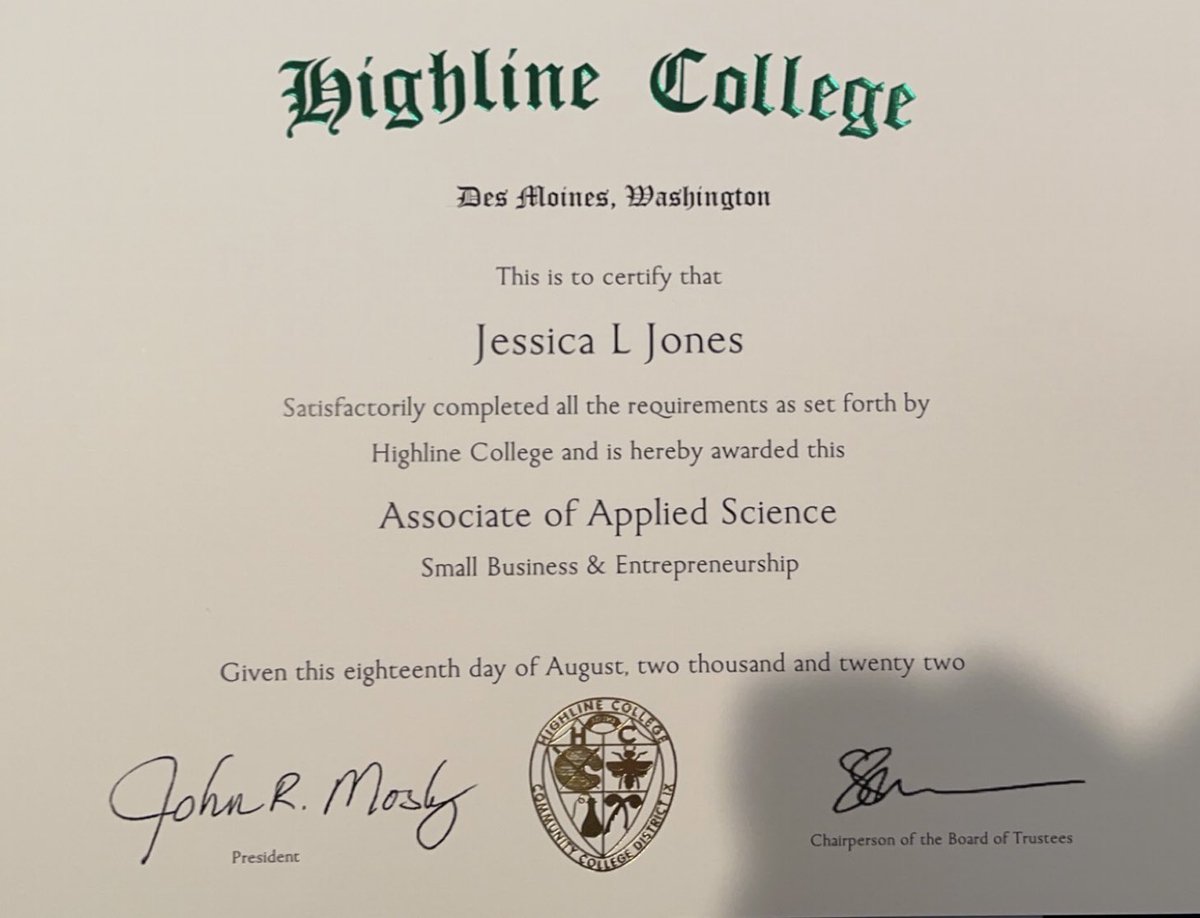 Highline College
Des Moines, Washington
This is to certify that
Jessica L Jones
Satisfactorily completed all the requirements as set forth by
Highline College and is hereby awarded this
Associate of Applied Science
Small Business & Entrepreneurship
Given this eighteenth day of August, two thousand and twenty two
HIGHLINE COLLEGE
H C
COMMUNITY COLLEGE DISTRICT IX
John R. Mosby
President
Chairperson of the Board of Trustees